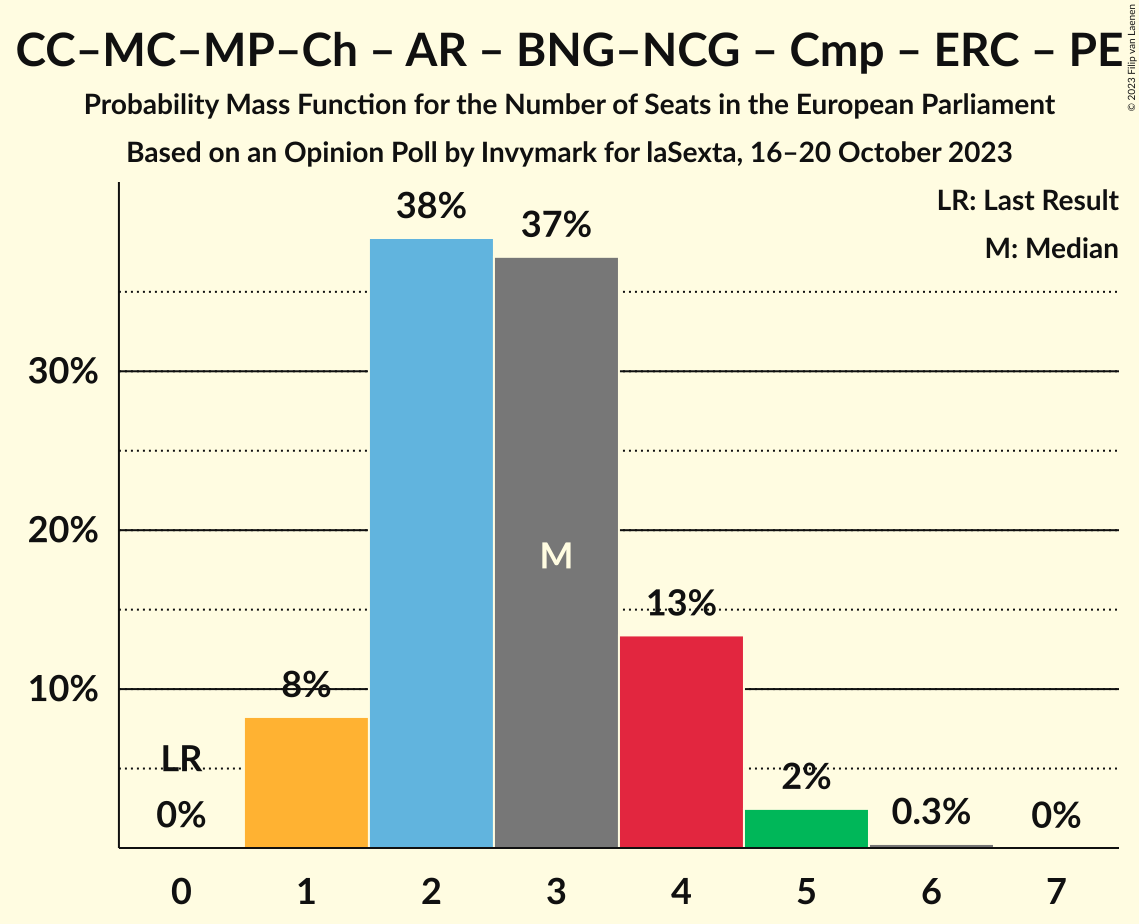 CC–MC–MP–Ch – AR – BNG–NCG – Cmp – ERC – PE
Probability Mass Function for the Number of Seats in the European Parliament
Based on an Opinion Poll by Invymark for laSexta, 16–20 October 2023
© 2023 Filip van Laenen
LR: Last Result
M: Median
38%
37%
30%
20%
M
13%
10%
8%
LR
2%
0%
0.3%
0%
0 1 2 3 4 5 6 7